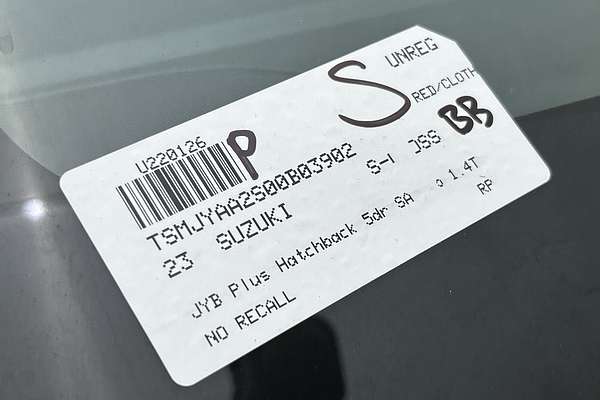 UNREG
S
RED/CLOTH
BB
U220126 P
TSMJYAA2S00B03902
23 SUZUKI S-I JSS
JYB Plus Hatchback 5dr SA 1.4T
NO RECALL RP